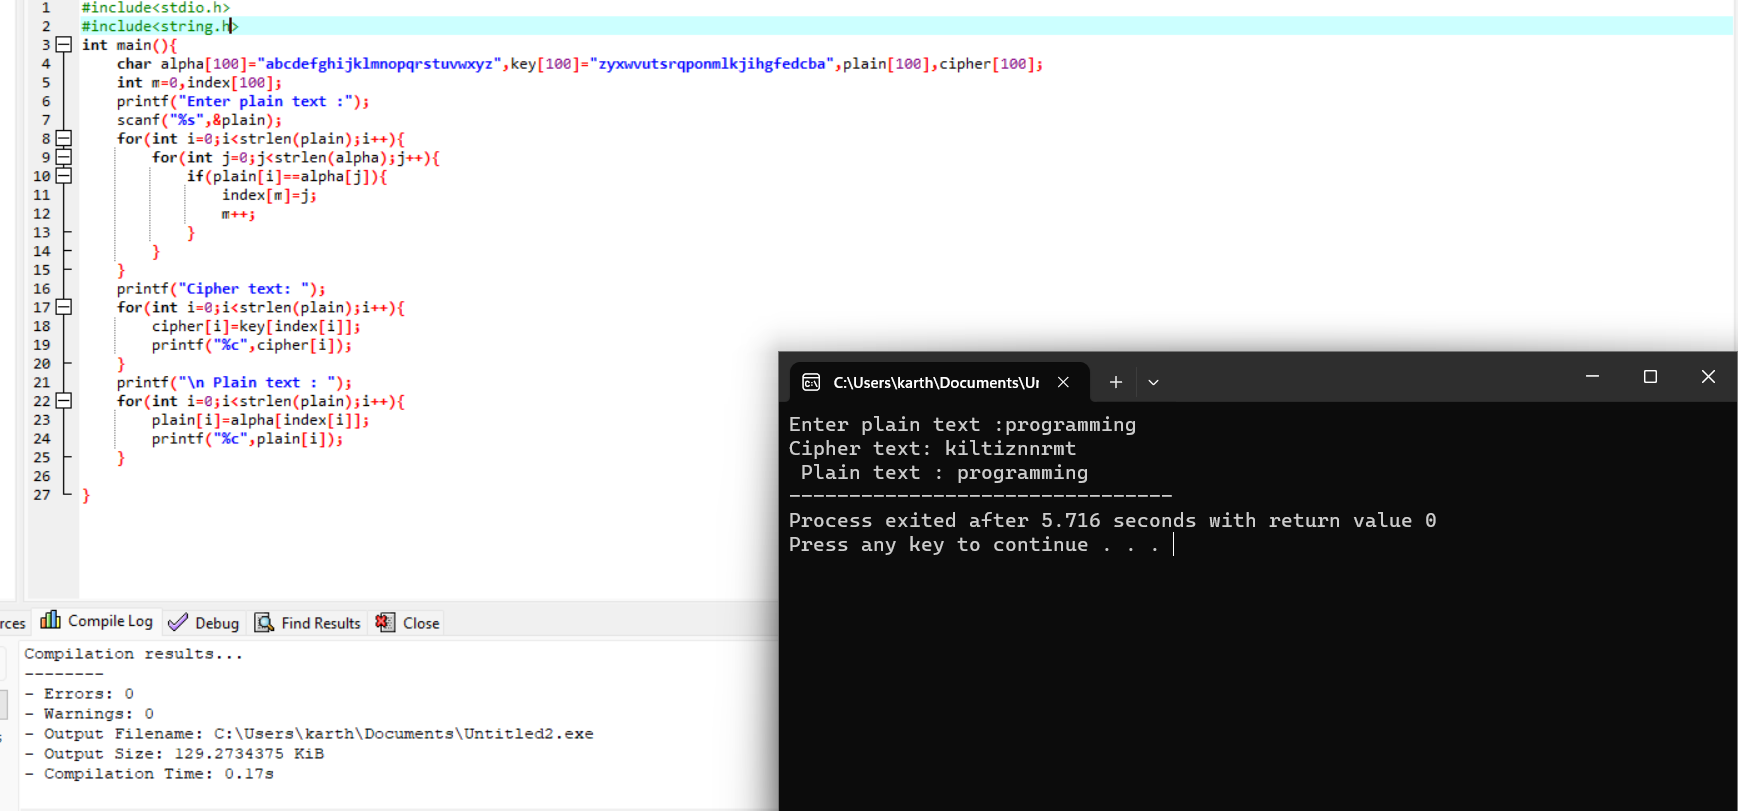 1 #include<stdio.h>
2 #include<string.h>
3 int main(){
4 char alpha[100]="abcdefghijklmnopqrstuvwxyz",key[100]="zyxwvutsrqponmlkjihgfedcba",plain[100],cipher[100];
5 int m=0,index[100];
6 printf("Enter plain text :");
7 scanf("%s",&plain);
8 for(int i=0;i<strlen(plain);i++){
9 for(int j=0;j<strlen(alpha);j++){
10 if(plain[i]==alpha[j]){
11 index[m]=j;
12 m++;
13 }
14 }
15 }
16 printf("Cipher text: ");
17 for(int i=0;i<strlen(plain);i++){
18 cipher[i]=key[index[i]];
19 printf("%c",cipher[i]);
20 }
21 printf("\n Plain text : ");
22 for(int i=0;i<strlen(plain);i++){
23 plain[i]=alpha[index[i]];
24 printf("%c",plain[i]);
25 }
26
27 }
C:\Users\karth\Documents\Ur
Enter plain text :programming
Cipher text: kiltiznnrmt
Plain text : programming
--------------------------------
Process exited after 5.716 seconds with return value 0
Press any key to continue . . .
rces Compile Log Debug Find Results Close
Compilation results...
--------
- Errors: 0
- Warnings: 0
- Output Filename: C:\Users\karth\Documents\Untitled2.exe
- Output Size: 129.2734375 KiB
- Compilation Time: 0.17s